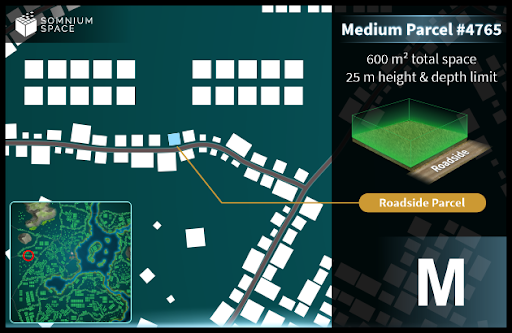 SOMNIUM
SPACE
Medium Parcel #4765
600 m² total space
25 m height & depth limit
Roadside
Roadside Parcel
M